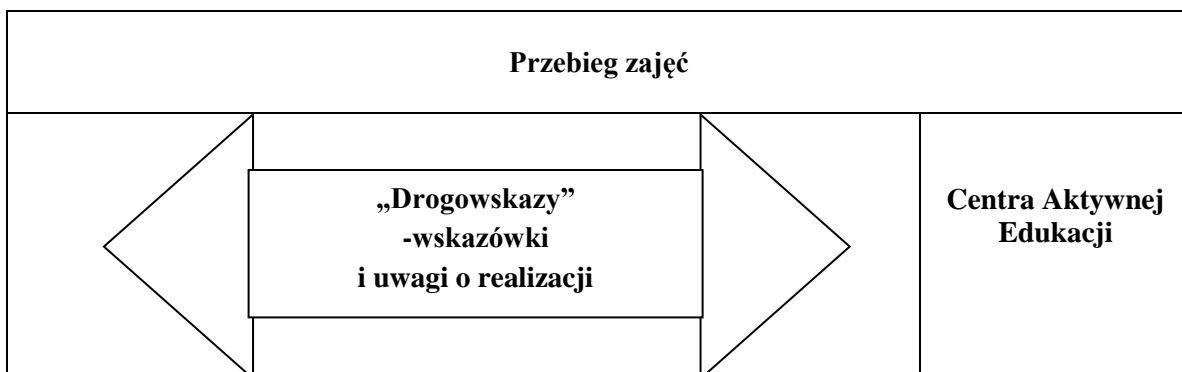 Przebieg zajęć
„Drogowskazy”
-wskazówki
i uwagi o realizacji
Centra Aktywnej
Edukacji